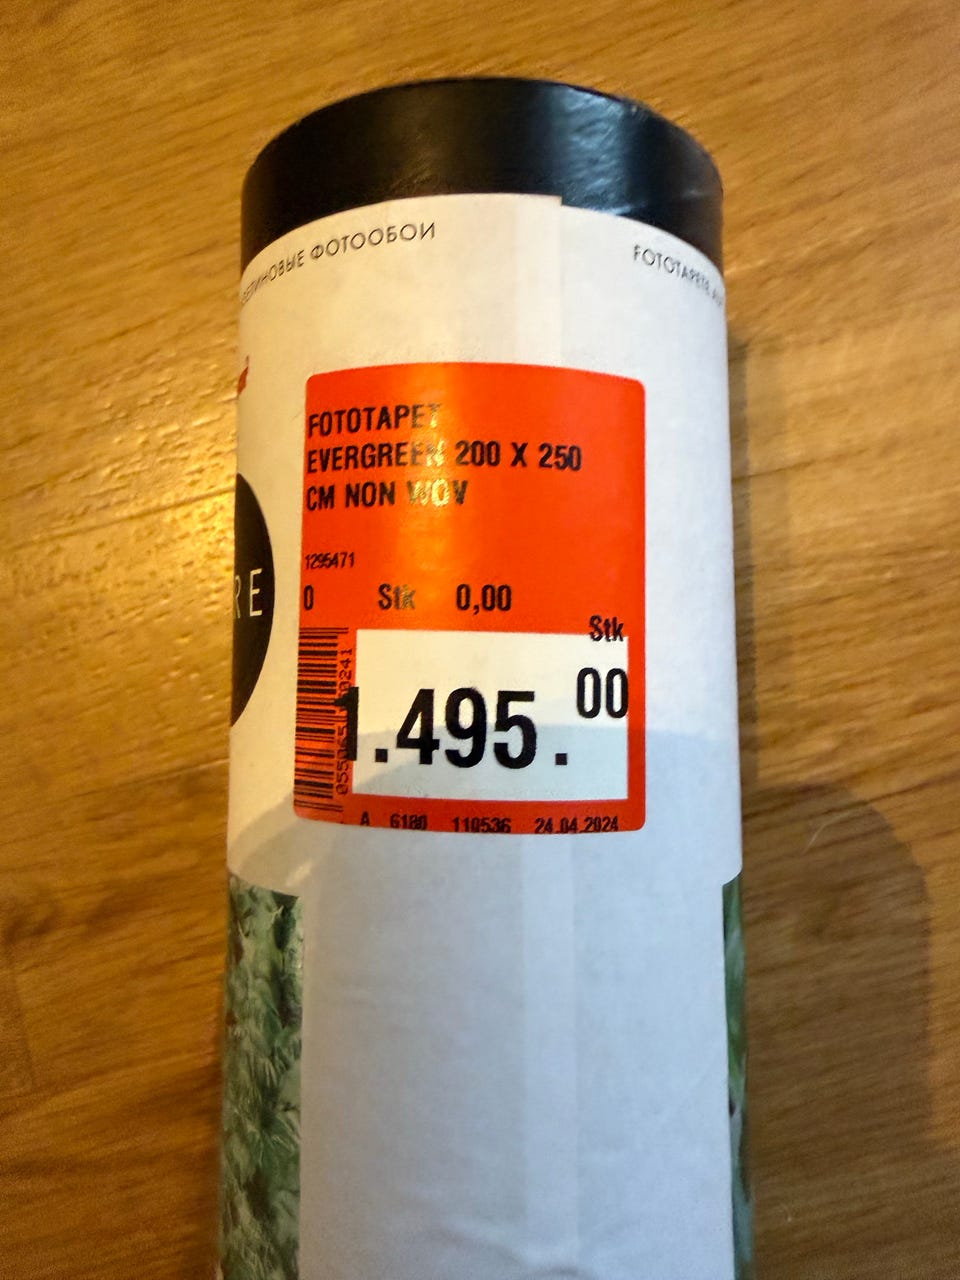 ФОТООБОИ
FOTOTAPETE
FOTOTAPET
EVERGREEN 200 X 250
CM NON WOV
1295471
0 Stk 0,00
Stk
1.495.00
A 6180 110536 24.04.2024
RE